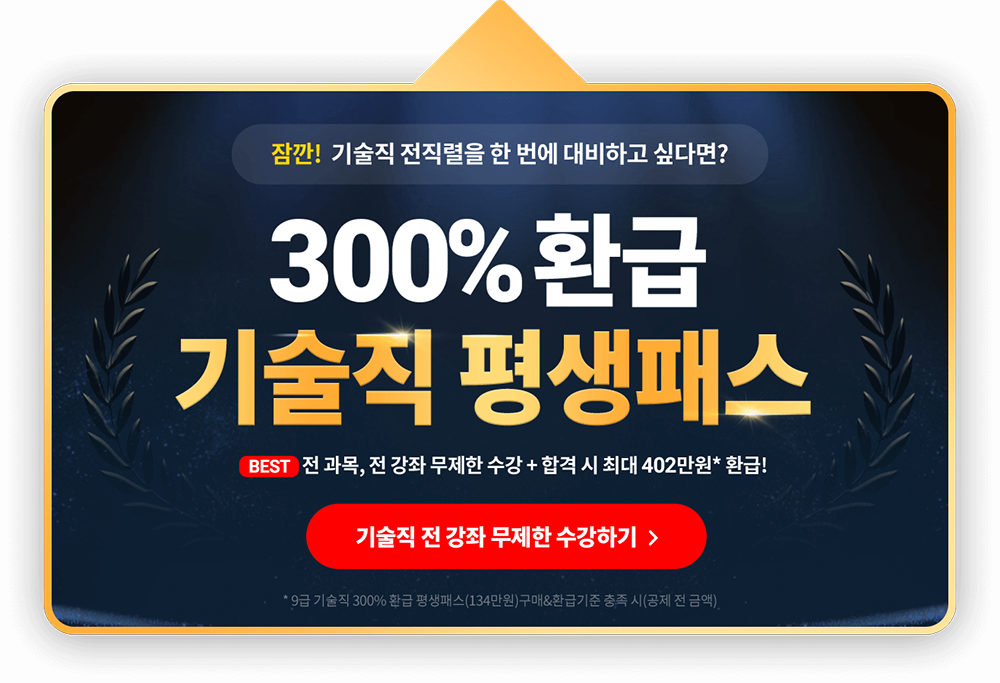 잠깐! 기술직 전직렬을 한 번에 대비하고 싶다면?
300% 환급
기술직 평생패스
BEST 전 과목, 전 강좌 무제한 수강 + 합격 시 최대 402만원* 환급!
기술직 전 강좌 무제한 수강하기 >
* 9급 기술직 300% 환급 평생패스(134만원)구매&환급기준 충족 시(공제 전 금액)